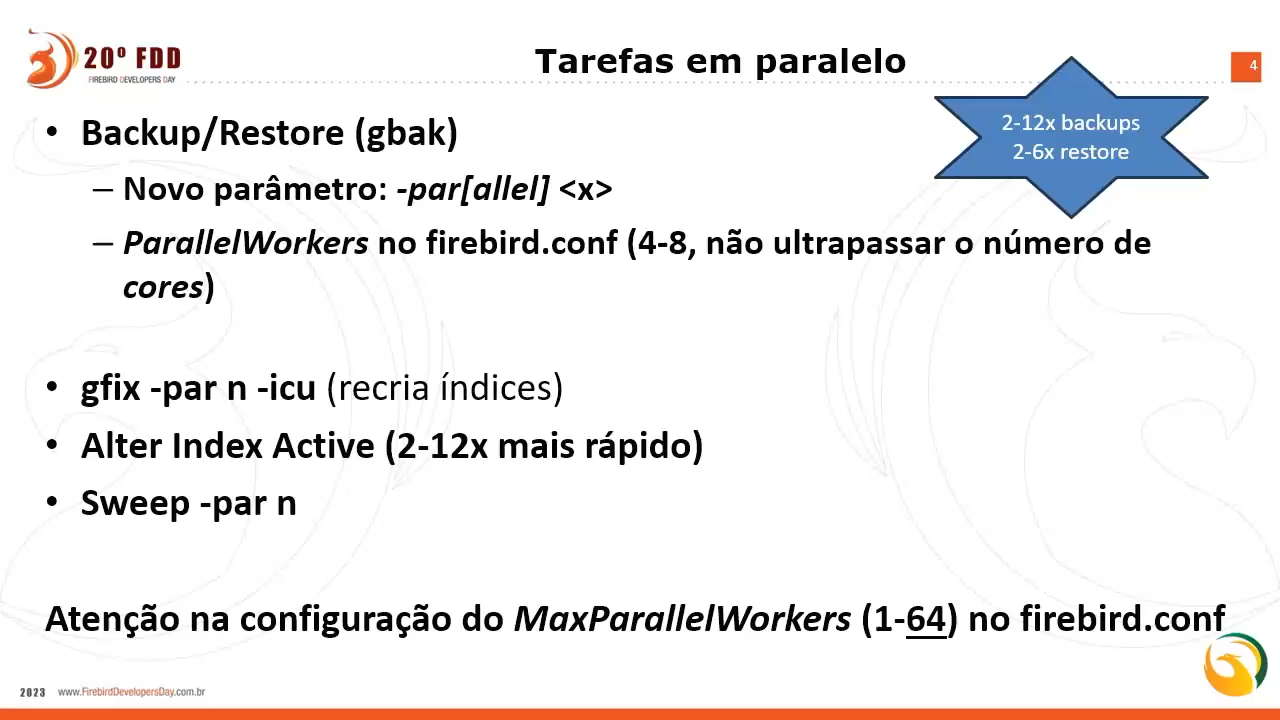 20º FDD
FIREBIRD DEVELOPERS DAY
Tarefas em paralelo
4
2-12x backups
2-6x restore
• Backup/Restore (gbak)
– Novo parâmetro: -par[allel] <x>
– ParallelWorkers no firebird.conf (4-8, não ultrapassar o número de
cores)
• gfix -par n -icu (recria índices)
• Alter Index Active (2-12x mais rápido)
• Sweep -par n
Atenção na configuração do MaxParallelWorkers (1-64) no firebird.conf
2023 www.FirebirdDevelopersDay.com.br